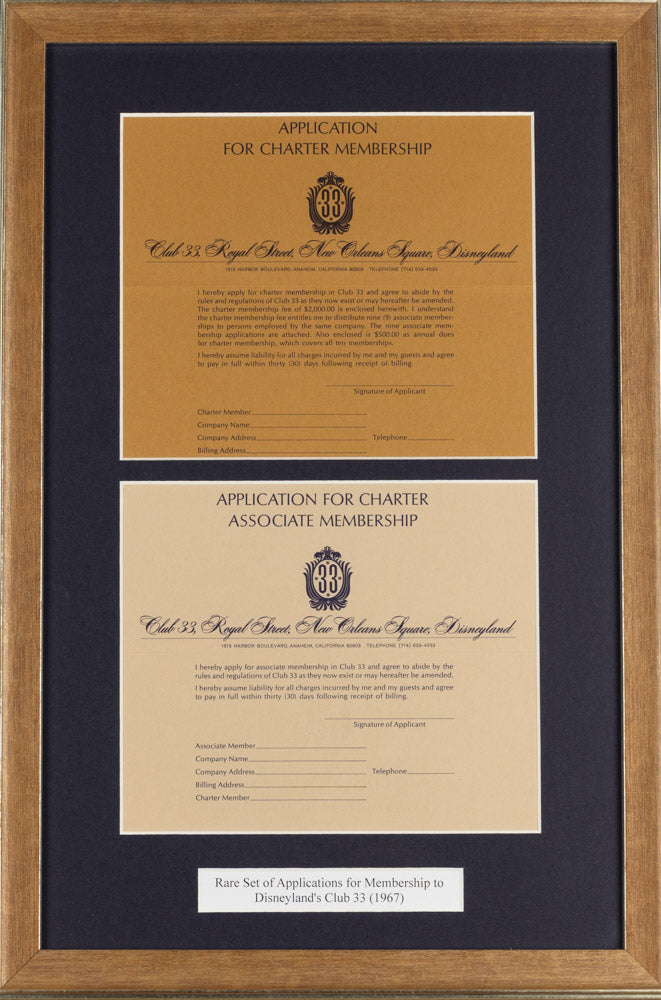 APPLICATION
FOR CHARTER MEMBERSHIP
33
Club 33, Royal Street, New Orleans Square, Disneyland
1313 HARBOR BOULEVARD, ANAHEIM, CALIFORNIA 92803 TELEPHONE (714) 533-4533
I hereby apply for charter membership in Club 33 and agree to abide by the
rules and regulations of Club 33 as they now exist or may hereafter be amended.
The charter membership fee of $2,000.00 is enclosed herewith. I understand
the charter membership fee entitles me to distribute nine (9) associate member-
ships to persons employed by the same company. The nine associate mem-
bership applications are attached. Also enclosed is $500.00 as annual dues
for charter membership, which covers all ten memberships.
I hereby assume liability for all charges incurred by me and my guests and agree
to pay in full within thirty (30) days following receipt of billing.
Signature of Applicant
Charter Member
Company Name
Company Address Telephone
Billing Address
APPLICATION FOR CHARTER
ASSOCIATE MEMBERSHIP
33
Club 33, Royal Street, New Orleans Square, Disneyland
1313 HARBOR BOULEVARD, ANAHEIM, CALIFORNIA 92803 TELEPHONE (714) 533-4533
I hereby apply for associate membership in Club 33 and agree to abide by the
rules and regulations of Club 33 as they now exist or may hereafter be amended.
I hereby assume liability for all charges incurred by me and my guests and agree
to pay in full within thirty (30) days following receipt of billing.
Signature of Applicant
Associate Member
Company Name
Company Address Telephone
Billing Address
Charter Member
Rare Set of Applications for Membership to
Disneyland's Club 33 (1967)